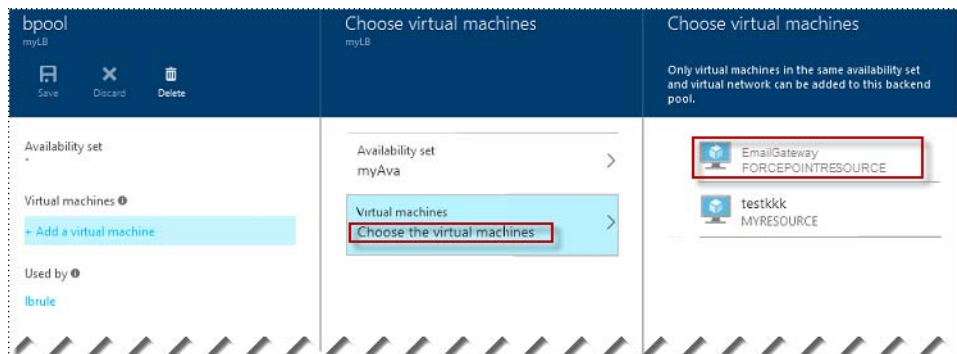 bpool
myLB
Save Discard Delete
Availability set
-
Virtual machines
+ Add a virtual machine
Used by
lbrule
Choose virtual machines
myLB
Availability set
myAva
Virtual machines
Choose the virtual machines
Choose virtual machines
Only virtual machines in the same availability set
and virtual network can be added to this backend
pool.
EmailGateway
FORCEPOINTRESOURCE
testkkk
MYRESOURCE